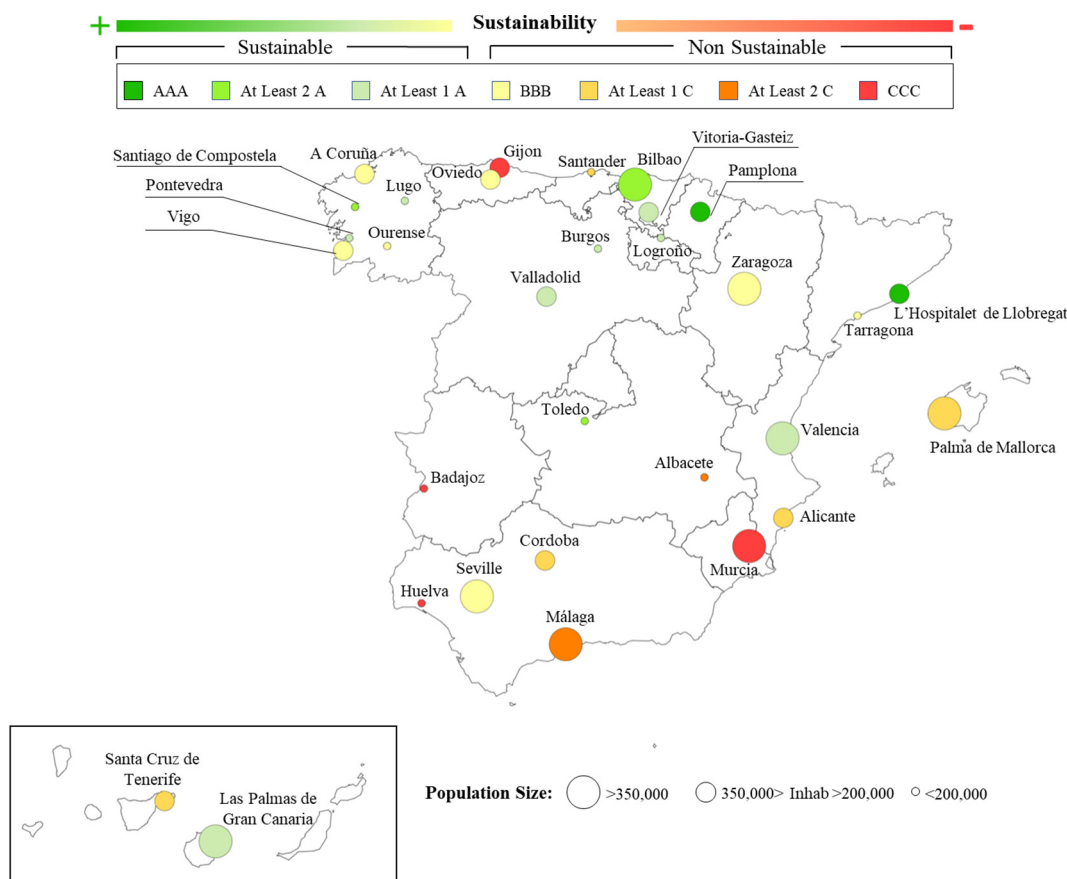 + Sustainability -
Sustainable Non Sustainable
AAA At Least 2 A At Least 1 A BBB At Least 1 C At Least 2 C CCC
Vitoria-Gasteiz
Santiago de Compostela
A Coruña
Gijon
Santander
Bilbao
Pamplona
Pontevedra
Lugo
Oviedo
Vigo
Ourense
Burgos
Logroño
Zaragoza
Valladolid
L'Hospitalet de Llobregat
Tarragona
Toledo
Valencia
Palma de Mallorca
Albacete
Badajoz
Alicante
Cordoba
Murcia
Seville
Huelva
Málaga
Santa Cruz de
Tenerife
Las Palmas de
Gran Canaria
Population Size: >350,000 350,000> Inhab >200,000 <200,000